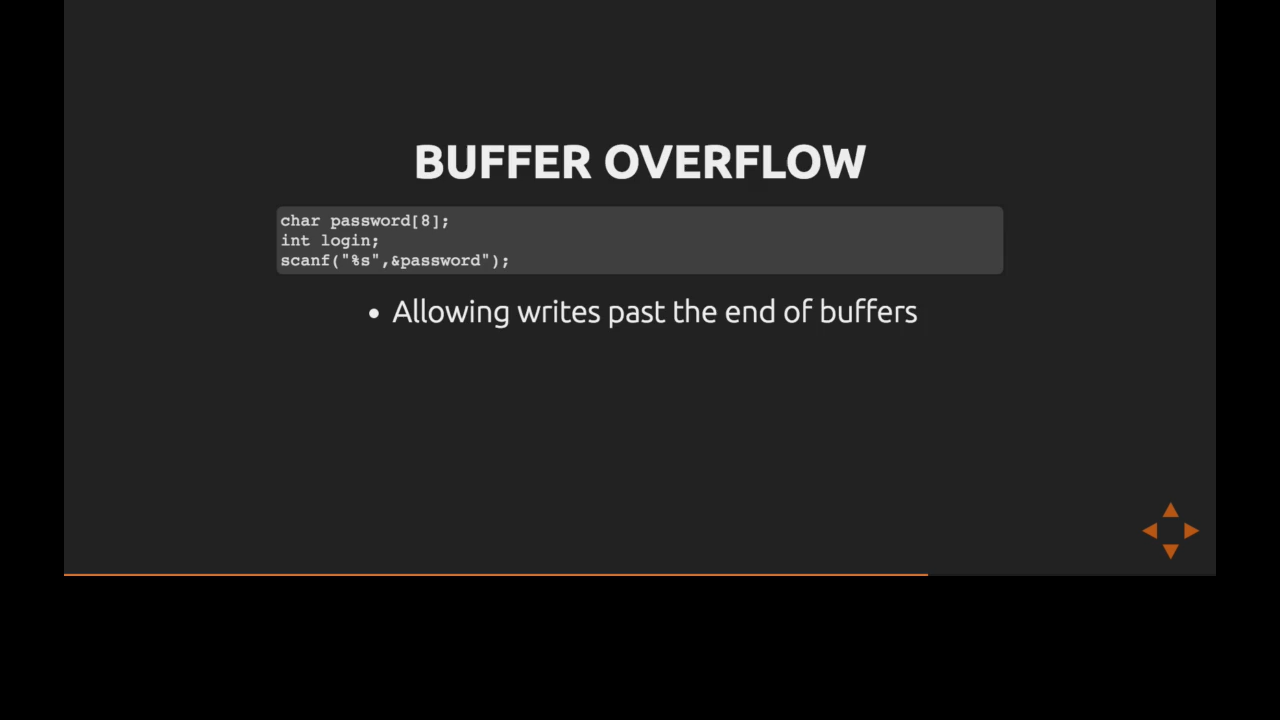 BUFFER OVERFLOW
char password[8];
int login;
scanf("%s",&password");
• Allowing writes past the end of buffers